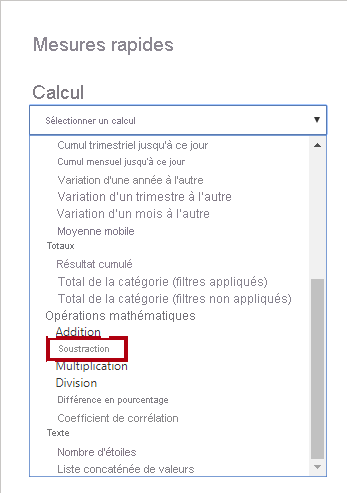 Mesures rapides
Calcul
Sélectionner un calcul
Cumul trimestriel jusqu'à ce jour
Cumul mensuel jusqu'à ce jour
Variation d'une année à l'autre
Variation d'un trimestre à l'autre
Variation d'un mois à l'autre
Moyenne mobile
Totaux
Résultat cumulé
Total de la catégorie (filtres appliqués)
Total de la catégorie (filtres non appliqués)
Opérations mathématiques
Addition
Soustraction
Multiplication
Division
Différence en pourcentage
Coefficient de corrélation
Texte
Nombre d'étoiles
Liste concaténée de valeurs